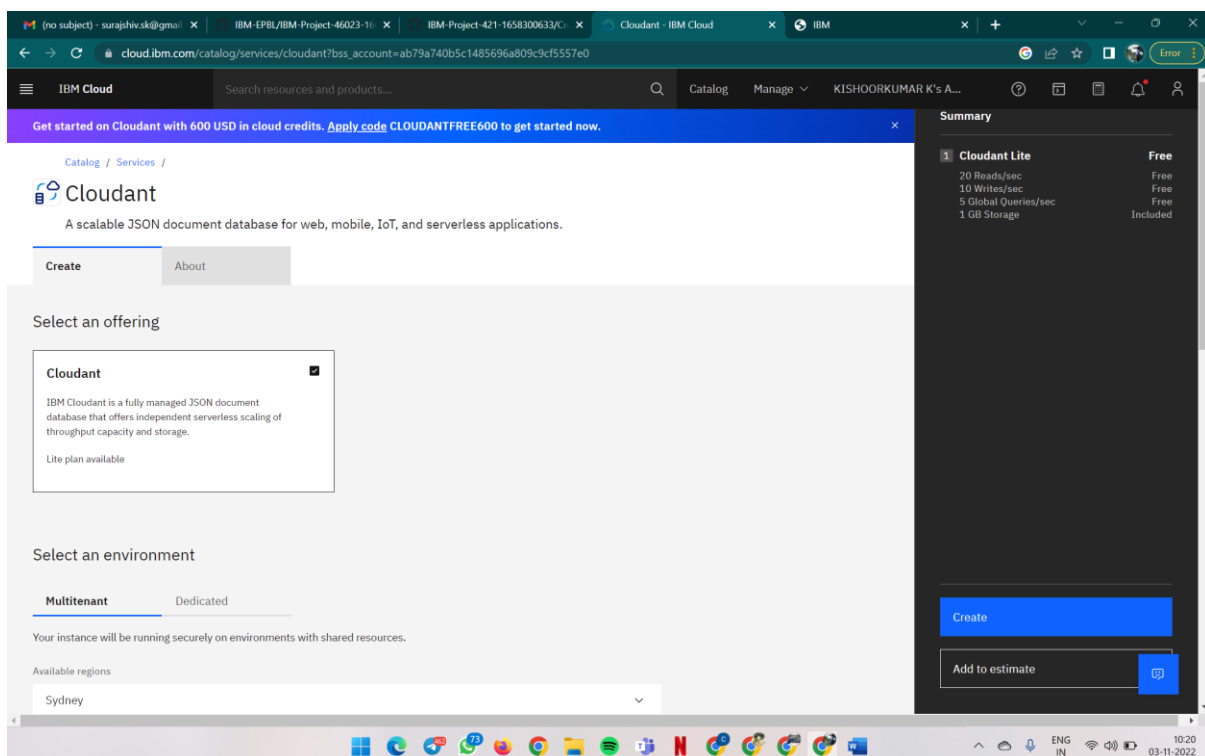 (no subject) - surajshiv.sk@gmail
IBM-EPBL/IBM-Project-46023-16
IBM-Project-421-1658300633/Cr
Cloudant - IBM Cloud
IBM
cloud.ibm.com/catalog/services/cloudant?bss_account=ab79a740b5c1485696a809c9cf5557e0
Error
IBM Cloud
Search resources and products...
Catalog
Manage
KISHOORKUMAR K's A...
Get started on Cloudant with 600 USD in cloud credits. Apply code CLOUDANTFREE600 to get started now.
Catalog / Services /
Cloudant
A scalable JSON document database for web, mobile, IoT, and serverless applications.
Create
About
Select an offering
Cloudant
IBM Cloudant is a fully managed JSON document
database that offers independent serverless scaling of
throughput capacity and storage.
Lite plan available
Select an environment
Multitenant
Dedicated
Your instance will be running securely on environments with shared resources.
Available regions
Sydney
Summary
1 Cloudant Lite Free
20 Reads/sec Free
10 Writes/sec Free
5 Global Queries/sec Free
1 GB Storage Included
Create
Add to estimate
73
ENG
IN
10:20
03-11-2022